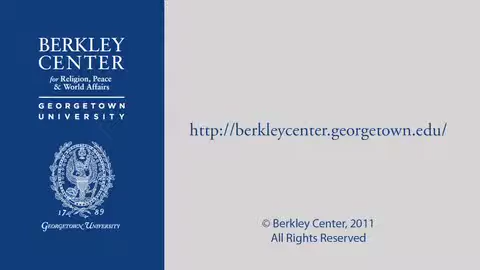 BERKLEY
CENTER
for Religion, Peace
& World Affairs
GEORGETOWN
UNIVERSITY
17 89
GEORGETOWN UNIVERSITY
http://berkleycenter.georgetown.edu/
© Berkley Center, 2011
All Rights Reserved